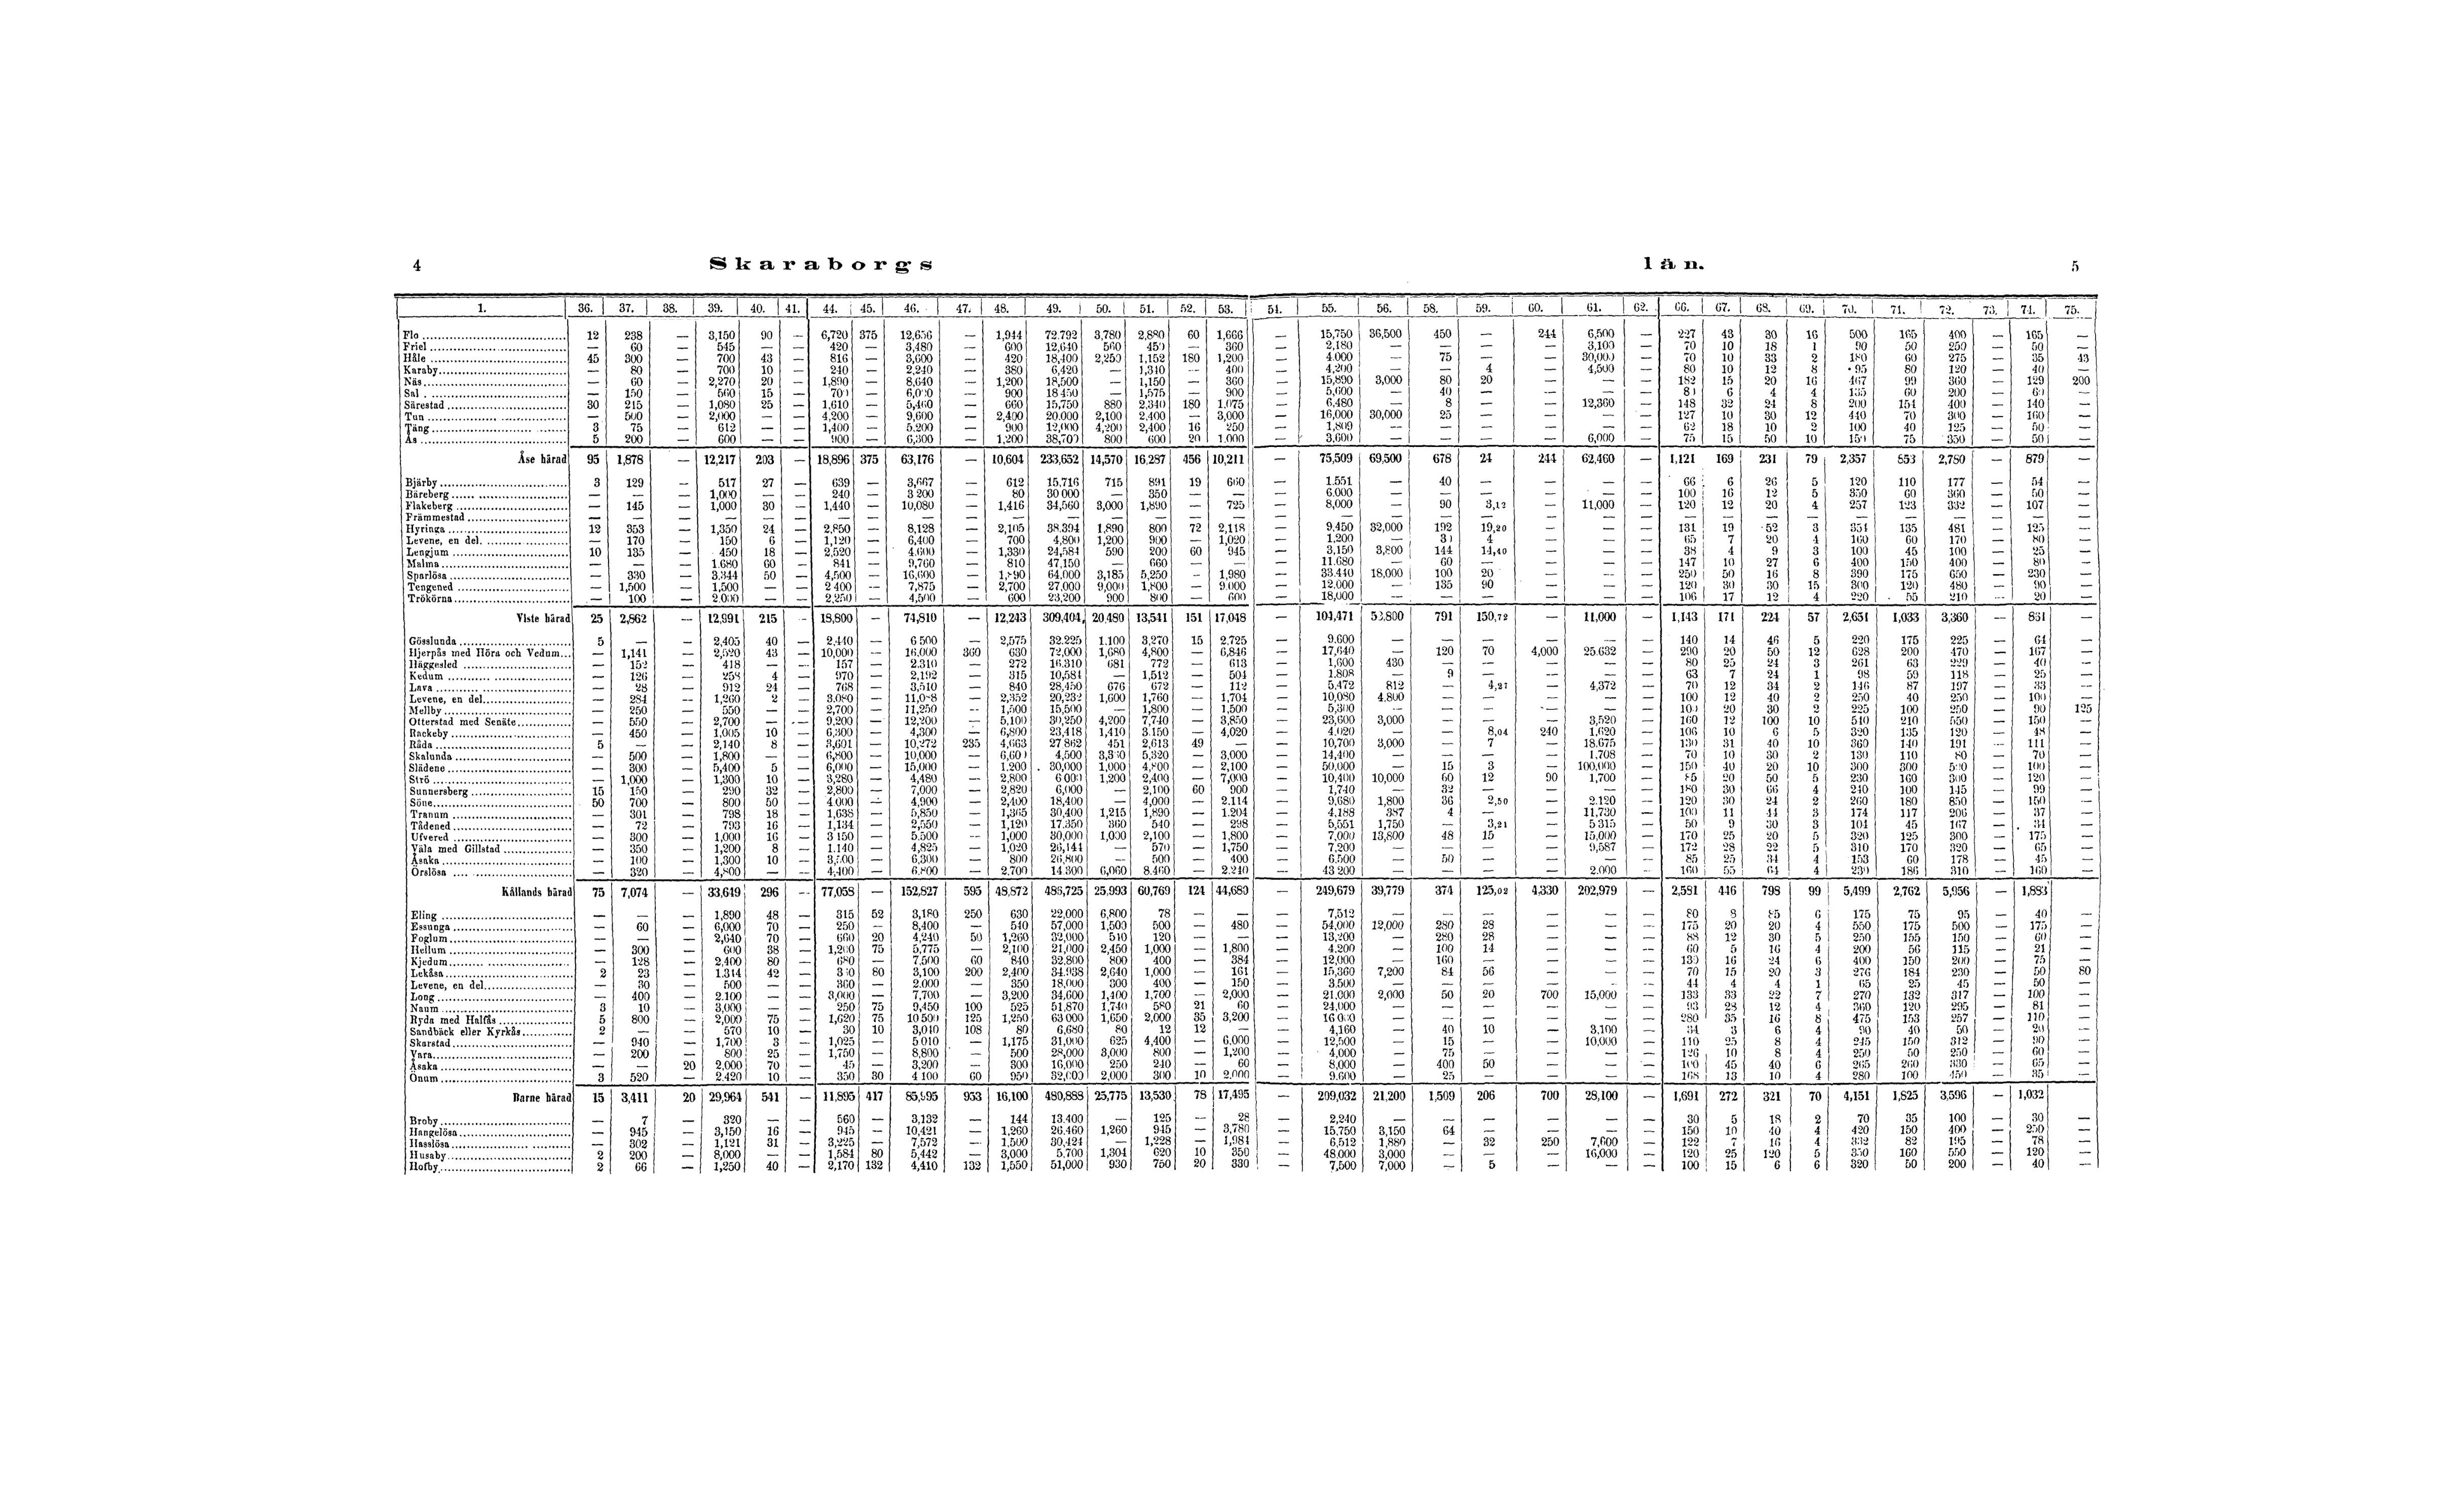 4 Skaraborgs län. 5
1. 36. 37. 38. 39. 40. 41. 44. 45. 46. 47. 48. 49. 50. 51. 52. 53. 54. 55. 56. 58. 59. 60. 61. 62. 66. 67. 68. 69. 70. 71. 72. 73. 74. 75.
Flo 12 238 — 3,150 90 — 6,720 375 12,656 — 1,944 72.792 3,780 2,880 60 1,666 — 15,750 36,500 450 — 244 6,500 — 227 43 30 16 500 165 400 — 165 —
Friel — 60 — 545 — — 420 — 3,480 — 600 12,640 560 450 — 360 — 2,180 — — — — 3,100 — 70 10 18 1 90 50 250 — 50 —
Håle 45 300 — 700 43 — 816 — 3,600 — 420 18,400 2,250 1,152 180 1,200 — 4.000 — 75 — — 30,000 — 70 10 33 2 180 60 275 — 35 43
Karaby — 80 — 700 10 — 240 — 2,240 — 380 6,420 — 1,310 — 400 — 4,200 — — 4 — 4,500 — 80 10 12 8 95 80 120 — 40 —
Näs — 60 — 2,270 20 — 1,890 — 8,640 — 1,200 18,500 — 1,150 — 360 — 15,890 3,000 80 20 — — — 182 15 20 16 467 99 360 — 129 200
Sal — 150 — 560 15 — 700 — 6,000 — 900 18 450 — 1,575 — 900 — 5,600 — 40 — — — — 80 6 4 4 135 60 200 — 60 —
Särestad 30 215 — 1,080 25 — 1,610 — 5,460 — 660 15,750 880 2,340 180 1.075 — 6.480 — 8 — — 12,360 — 148 32 24 8 200 154 400 — 140 —
Tun — 500 — 2,000 — — 4,200 — 9,600 — 2,400 20.000 2,100 2,400 — 3,000 — 16,000 30,000 25 — — — — 127 10 30 12 440 70 300 — 160 —
Täng 3 75 — 612 — — 1,400 — 5.200 — 900 12,000 4,200 2,400 16 250 — 1,809 — — — — — — 62 18 10 2 100 40 125 — 50 —
Ås 5 200 — 600 — — 900 — 6,300 — 1,200 38,700 800 600 20 1.000 — 3,600 — — — — 6,000 — 75 15 50 10 150 75 350 — 50 —
Åse härad 95 1,878 — 12,217 203 — 18,896 375 63,176 — 10,604 233,652 14,570 16,287 456 10,211 — 75,509 69,500 678 24 244 62,460 — 1,121 169 231 79 2,357 853 2,780 — 879 —
Bjärby 3 129 — 517 27 — 639 — 3,667 — 612 15.716 715 891 19 660 — 1.551 — 40 — — — — 66 6 26 5 120 110 177 — 54 —
Bäreberg — — — 1,000 — — 240 — 3 200 — 80 30 000 — 350 — — — 6.000 — — — — — — 100 16 12 5 350 60 360 — 50 —
Flakeberg — 145 — 1,000 30 — 1,440 — 10,080 — 1,416 34,560 3,000 1,890 — 725 — 8,000 — 90 3,12 — 11,000 — 120 12 20 4 257 123 332 — 107 —
Främmestad — — — — — — — — — — — — — — — — — — — — — — — — — — — — — — — — — —
Hyringa 12 353 — 1,350 24 — 2,850 — 8,128 — 2,105 38.394 1,890 800 72 2,118 — 9.450 32,000 192 19,20 — — — 131 19 52 3 351 135 481 — 125 —
Levene, en del. — 170 — 150 6 — 1,120 — 6,400 — 700 4,800 1,200 900 — 1,020 — 1.200 — 30 4 — — — 65 7 20 4 160 60 170 — 80 —
Lengjum 10 135 — 450 18 — 2,520 — 4.600 — 1,330 24,584 590 200 60 945 — 3,150 3,800 144 14,40 — — — 38 4 9 3 100 45 100 — 25 —
Malma — — — 1.680 60 — 841 — 9,760 — 810 47,150 — 660 — — — 11.680 — 60 — — — — 147 10 27 6 400 150 400 — 80 —
Sparlösa — 330 — 3,344 50 — 4,500 — 16,600 — 1,890 64,000 3,185 5,250 — 1,980 — 33.440 18,000 100 20 — — — 250 50 16 8 390 175 650 — 230 —
Tengened — 1,500 — 1,500 — — 2 400 — 7,875 — 2,700 27,000 9,000 1,800 — 9 000 — 12.000 — 135 90 — — — 120 30 30 15 300 120 480 — 90 —
Trökörna — 100 — 2.000 — — 2,250 — 4,500 — 600 23,200 900 800 — 600 — 18,000 — — — — — — 106 17 12 4 220 55 210 — 20 —
Viste härad 25 2,862 — 12,991 215 — 18,800 — 74,810 — 12,243 309,404 20,480 13,541 151 17,048 — 104,471 53,800 791 150,72 — 11,000 — 1,143 171 224 57 2,651 1,033 3,360 — 831 —
Gösslunda 5 — — 2,405 40 — 2,440 — 6 500 — 2,575 32.225 1,100 3,270 15 2.725 — 9.600 — — — — — — 140 14 46 5 220 175 225 — 64 —
Hjerpås med Höra och Vedum — 1,141 — 2,520 43 — 10,000 — 16,000 360 630 72,000 1,680 4,800 — 6,846 — 17,640 — 120 70 4,000 25.632 — 290 20 50 12 628 200 470 — 167 —
Häggesled — 152 — 418 — — 157 — 2.310 — 272 16.310 681 772 — 613 — 1,600 430 — — — — — 80 25 24 3 261 63 229 — 40 —
Kedum — 126 — 258 4 — 970 — 2,192 — 315 10,584 — 1,512 — 504 — 1.808 — 9 — — — — 63 7 24 1 98 59 118 — 25 —
Lava — 28 — 912 24 — 768 — 3,510 — 840 28,450 676 672 — 112 — 5.472 812 — 4,27 — 4,372 — 70 12 34 2 146 87 197 — 33 —
Levene, en del — 284 — 1,260 2 — 3.080 — 11,088 — 2,352 20,232 1,600 1,760 — 1,704 — 10,080 4.800 — — — — — 100 12 40 2 250 40 250 — 100 —
Mellby — 250 — 550 — — 2,700 — 11,250 — 1,500 15,500 — 1,800 — 1,500 — 5,300 — — — — — — 100 20 30 2 225 100 250 — 90 125
Otterstad med Senäte — 550 — 2,700 — — 9,200 — 12,200 — 5,100 30,250 4,200 7,740 — 3,850 — 23,600 3,000 — — — 3,520 — 160 12 100 10 510 210 550 — 150 —
Rackeby — 450 — 1,005 10 — 6,300 — 4,300 — 6,800 23,418 1,410 3.150 — 4,020 — 4.020 — — 8,04 240 1,620 — 106 10 6 5 320 135 120 — 48 —
Råda 5 — — 2,140 8 — 3,601 — 10,272 235 4,663 27 862 451 2,613 49 — — 10,700 3,000 — 7 — 18.675 — 130 31 40 10 360 140 191 — 111 —
Skalunda — 500 — 1,800 — — 6,800 — 10,000 — 6,600 4,500 3,300 5,320 — 3,000 — 14,400 — — — — 1.708 — 70 10 30 2 130 110 80 — 70 —
Slädene — 300 — 5,400 5 — 6,000 — 15,000 — 1.200 30,000 1,000 4,800 — 2,100 — 50.000 — 15 3 — 100,000 — 150 40 20 10 300 300 500 — 100 —
Strö — 1,000 — 1,300 10 — 3,280 — 4,480 — 2,800 6 000 1,200 2,400 — 7,000 — 10,400 10,000 60 12 90 1,700 — 85 20 50 5 230 160 300 — 120 —
Sunnersberg 15 150 — 290 32 — 2,800 — 7,000 — 2,820 6,000 — 2,100 60 900 — 1,740 — 32 — — — — 180 30 66 4 240 100 145 — 99 —
Söne 50 700 — 800 50 — 4 000 — 4,900 — 2,400 18,400 — 4,000 — 2.114 — 9,680 1,800 36 2,50 — 2.120 — 120 30 24 2 260 180 850 — 150 —
Tranum — 301 — 798 18 — 1,638 — 5,850 — 1,365 30,400 1,215 1,890 — 1.204 — 4.188 387 4 — — 11,730 — 100 11 44 3 174 117 206 — 37 —
Tådened — 72 — 793 16 — 1,134 — 2,550 — 1,120 17.350 360 540 — 298 — 5,551 1,750 — 3,21 — 5 315 — 50 9 30 3 104 45 167 — 34 —
Ufvered — 300 — 1,000 16 — 3 150 — 5.500 — 1,000 30,000 1,000 2,100 — 1,800 — 7,000 13,800 48 15 — 15,000 — 170 25 20 5 320 125 300 — 175 —
Väla med Gillstad — 350 — 1,200 8 — 1.140 — 4,825 — 1,020 26,144 — 570 — 1,750 — 7.200 — — — — 9,587 — 172 28 22 5 310 170 320 — 65 —
Åsaka — 100 — 1,300 10 — 3,500 — 6,300 — 800 26,800 — 500 — 400 — 6.500 — 50 — — — — 85 25 34 4 153 60 178 — 45 —
Örslösa — 320 — 4,800 — — 4,400 — 6,800 — 2,700 14 300 6,060 8.460 — 2.240 — 43 200 — — — — 2.000 — 160 55 64 4 230 186 310 — 160 —
Kållands härad 75 7,074 — 33,649 296 — 77,058 — 152,827 595 48,872 486,725 25,993 60,769 124 44,680 — 249,679 39,779 374 125,02 4,330 202,979 — 2,591 446 798 99 5,499 2,762 5,956 — 1,883 —
Eling — — — 1,890 48 — 315 52 3,180 250 630 22,000 6,800 78 — — — 7,512 — — — — — — 80 8 85 6 175 75 95 — 40 —
Essunga — 60 — 6,000 70 — 250 — 8,400 — 540 57,000 1,500 500 — 480 — 54,000 12,000 280 28 — — — 175 20 20 4 550 175 500 — 175 —
Foglum — — — 2,640 70 — 660 20 4,240 50 1,260 32,000 510 120 — — — 13,200 — 280 28 — — — 88 12 30 5 250 155 150 — 60 —
Hellum — 300 — 600 38 — 1,200 75 5,775 — 2,100 21,000 2,450 1,000 — 1,800 — 4.200 — 100 14 — — — 60 5 16 4 200 56 115 — 21 —
Kjedum — 128 — 2,400 80 — 680 — 7,500 60 840 32.800 800 400 — 384 — 12,000 — 160 — — — — 130 16 24 6 400 150 200 — 75 —
Lekåsa 2 23 — 1.314 42 — 330 80 3,100 200 2,400 34.938 2,640 1,000 — 161 — 15,360 7,200 84 56 — — — 70 15 20 3 276 184 230 — 50 80
Levene, en del — 30 — 500 — — 360 — 2.000 — 350 18,000 300 400 — 150 — 3.500 — — — — — — 44 4 4 1 65 25 45 — 50 —
Long — 400 — 2.100 — — 3,000 — 7,700 — 3,200 34,600 1,400 1,700 — 2,000 — 21.000 2,000 50 20 700 15,000 — 133 33 22 7 270 132 317 — 100 —
Naum 3 10 — 3,000 — — 250 75 9,450 100 525 51,870 1,740 580 21 60 — 24,000 — — — — — — 93 28 12 4 360 120 295 — 81 —
Ryda med Halfås 5 800 — 2,000 75 — 1,620 75 10 500 125 1,250 63 000 1,650 2,000 35 3,200 — 16 000 — — — — — — 280 35 16 8 475 153 257 — 110 —
Sandbäck eller Kyrkås 2 — — 570 10 — 30 10 3,040 108 80 6,680 80 12 12 — — 4,160 — 40 10 — 3,100 — 34 3 6 4 90 40 50 — 20 —
Skarstad — 940 — 1,700 3 — 1,025 — 5 010 — 1,175 31,000 625 4,400 — 6,000 — 12,500 — 15 — — 10,000 — 110 25 8 4 245 150 312 — 90 —
Vara — 200 — 800 25 — 1,750 — 8,800 — 500 28,000 3,000 800 — 1,200 — 4,000 — 75 — — — — 126 10 8 4 250 50 250 — 60 —
Åsaka — — 20 2,000 70 — 45 — 3,200 — 300 16,000 250 240 — 60 — 8,000 — 400 50 — — — 100 45 40 6 265 260 330 — 65 —
Önum 3 520 — 2.420 10 — 350 30 4 100 60 950 32,000 2,000 300 10 2.000 — 9.600 — 25 — — — — 168 13 10 4 280 100 450 — 35 —
Barne härad 15 3,411 20 29,964 541 — 11,895 417 85,995 953 16,100 480,888 25,775 13,530 78 17,495 — 209,032 21,200 1,509 206 700 28,100 — 1,691 272 321 70 4,151 1,825 3,596 — 1,032
Broby — 7 — 320 — — 560 — 3,132 — 144 13.400 — 125 — 28 — 2,240 — — — — — — 30 5 18 2 70 35 100 — 30 —
Hangelösa — 945 — 3,150 16 — 945 — 10,421 — 1,260 26.460 1,260 945 — 3,780 — 15,750 3,150 64 — — — — 150 10 40 4 420 150 400 — 250 —
Hasslösa — 302 — 1,121 31 — 3,225 — 7,572 — 1,500 30,424 — 1,228 — 1,984 — 6,512 1,880 — 32 250 7,600 — 122 7 16 4 332 82 195 — 78 —
Husaby 2 200 — 8,000 — — 1,584 80 5,442 — 3,000 5.700 1,304 620 10 350 — 48.000 3,000 — — — 16,000 — 120 25 120 5 350 160 550 — 120 —
Hofby 2 66 — 1,250 40 — 2,170 132 4,410 132 1,550 51,000 930 750 20 330 — 7,500 7,000 — 5 — — — 100 15 6 6 320 50 200 — 40 —